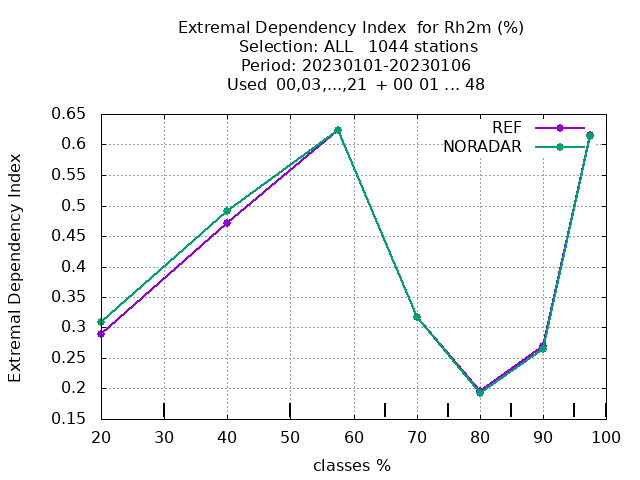 Extremal Dependency Index  for Rh2m (%)
Selection: ALL   1044 stations
Period: 20230101-20230106
Used  00,03,...,21  + 00 01 ... 48
REF
NORADAR
Extremal Dependency Index
0.65
0.6
0.55
0.5
0.45
0.4
0.35
0.3
0.25
0.2
0.15
20 30 40 50 60 70 80 90 100
classes %